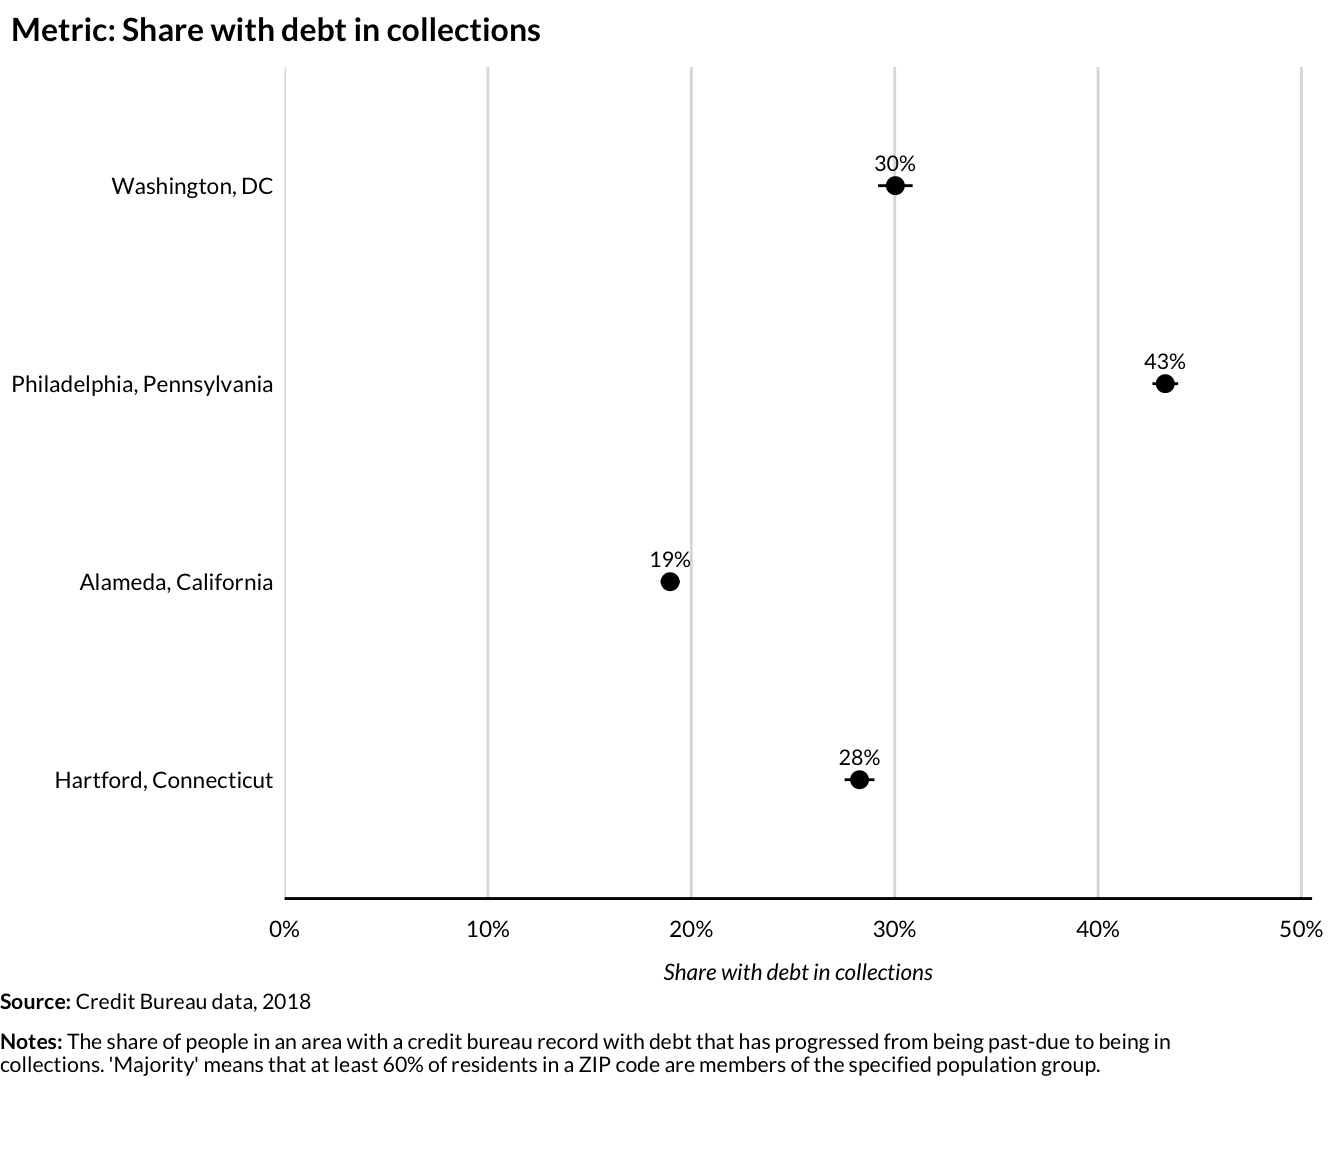 Metric: Share with debt in collections
Washington, DC
30%
Philadelphia, Pennsylvania
43%
Alameda, California
19%
Hartford, Connecticut
28%
0% 10% 20% 30% 40% 50%
Share with debt in collections
Source: Credit Bureau data, 2018
Notes: The share of people in an area with a credit bureau record with debt that has progressed from being past-due to being in
collections. 'Majority' means that at least 60% of residents in a ZIP code are members of the specified population group.